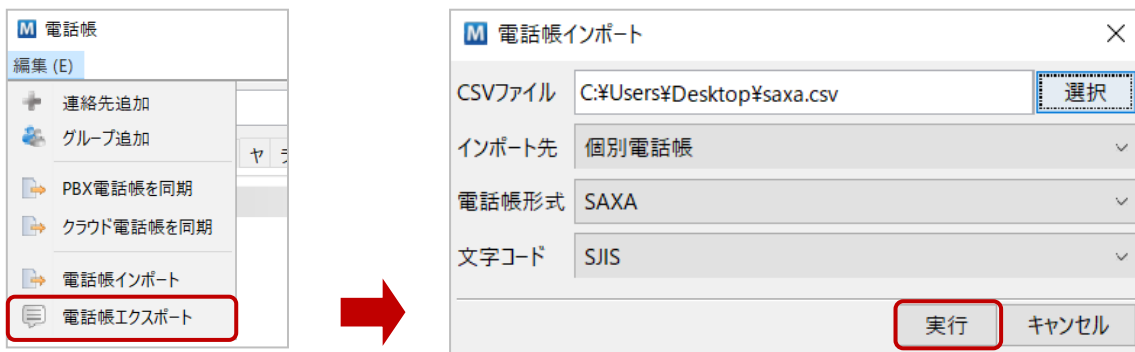 M 電話帳
編集 (E)
連絡先追加
グループ追加
ヤ
PBX電話帳を同期
クラウド電話帳を同期
電話帳インポート
電話帳エクスポート
M 電話帳インポート
CSVファイル C:¥Users¥Desktop¥saxa.csv 選択
インポート先 個別電話帳
電話帳形式 SAXA
文字コード SJIS
実行 キャンセル